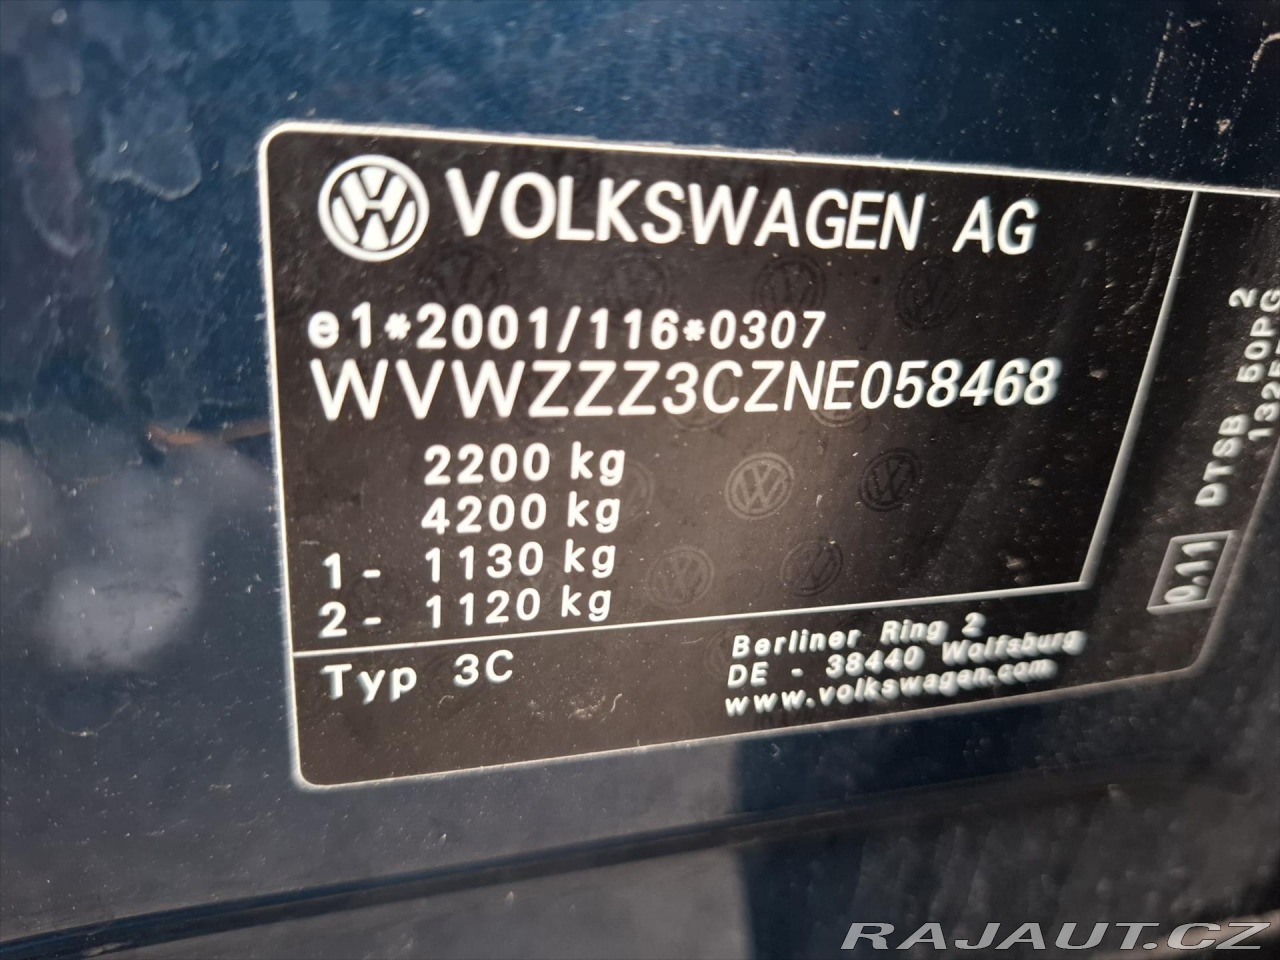 VOLKSWAGEN AG
e1*2001/116*0307
WVWZZZ3CZNE058468
2200 kg
4200 kg
1 - 1130 kg
2 - 1120 kg
Typ 3C
Berliner Ring 2
DE - 38440 Wolfsburg
www.volkswagen.com
0.11
DTSB 50PG
2
RAJAUT.CZ